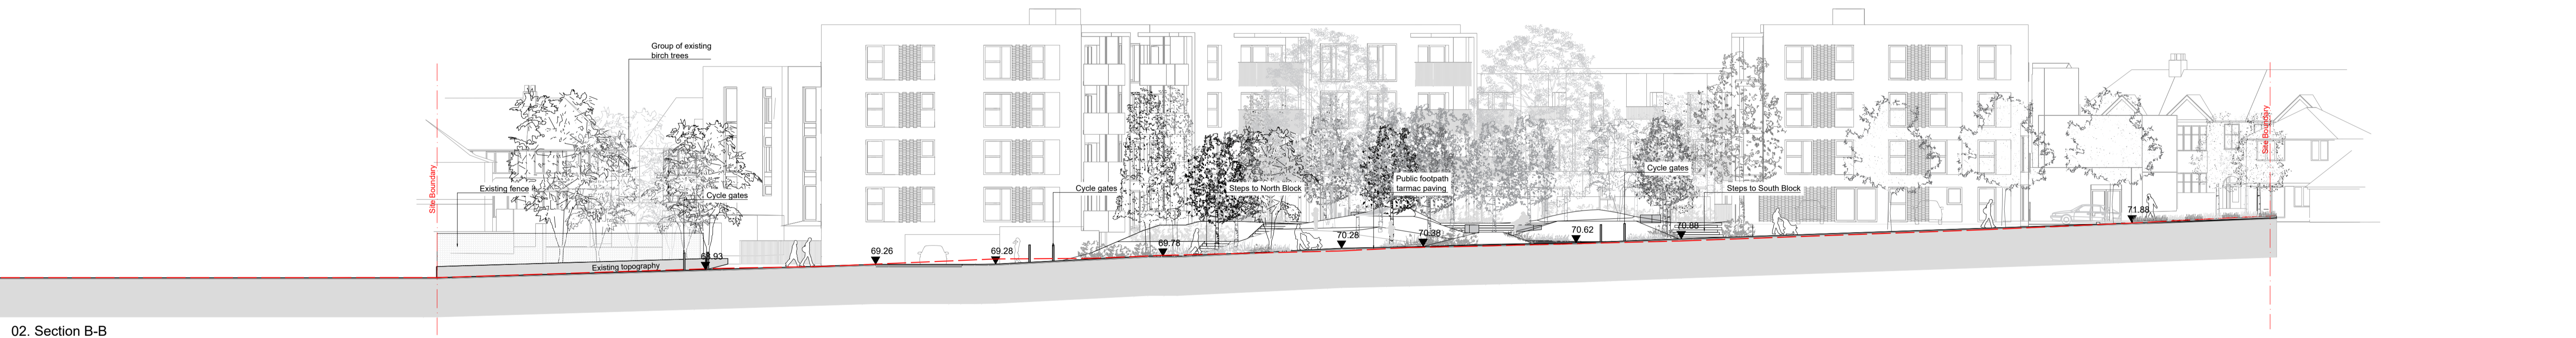 Group of existing
birch trees
Site Boundary
Existing fence
Cycle gates
Existing topography
69.26
69.28
Cycle gates
69.78
Steps to North Block
70.28
Public footpath
tarmac paving
70.38
70.62
Cycle gates
70.88
Steps to South Block
71.88
Site Boundary
02. Section B-B